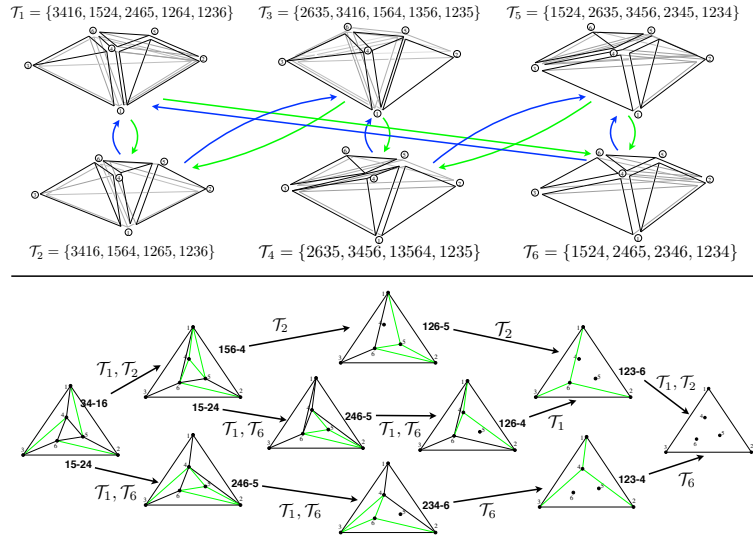 𝒯₁ = {3416, 1524, 2465, 1264, 1236}
𝒯₃ = {2635, 3416, 1564, 1356, 1235}
𝒯₅ = {1524, 2635, 3456, 2345, 1234}
𝒯₂ = {3416, 1564, 1265, 1236}
𝒯₄ = {2635, 3456, 13564, 1235}
𝒯₆ = {1524, 2465, 2346, 1234}
34-16
𝒯₁, 𝒯₂
156-4
𝒯₂
126-5
𝒯₂
123-6
𝒯₁, 𝒯₂
15-24
𝒯₁, 𝒯₆
246-5
𝒯₁, 𝒯₆
126-4
𝒯₁
15-24
𝒯₁, 𝒯₆
246-5
𝒯₁, 𝒯₆
234-6
𝒯₆
123-4
𝒯₆